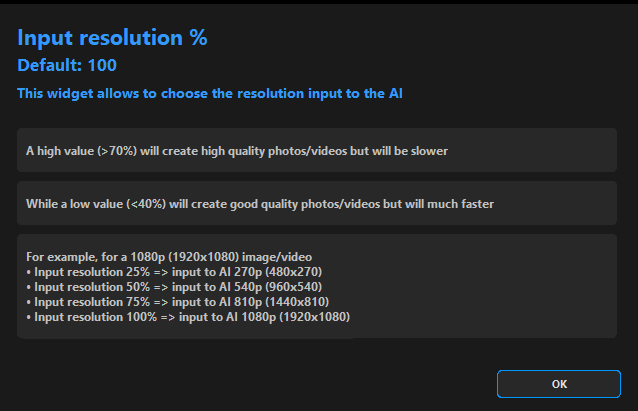 Input resolution %
Default: 100
This widget allows to choose the resolution input to the AI
A high value (>70%) will create high quality photos/videos but will be slower
While a low value (<40%) will create good quality photos/videos but will much faster
For example, for a 1080p (1920x1080) image/video
• Input resolution 25% => input to AI 270p (480x270)
• Input resolution 50% => input to AI 540p (960x540)
• Input resolution 75% => input to AI 810p (1440x810)
• Input resolution 100% => input to AI 1080p (1920x1080)
OK